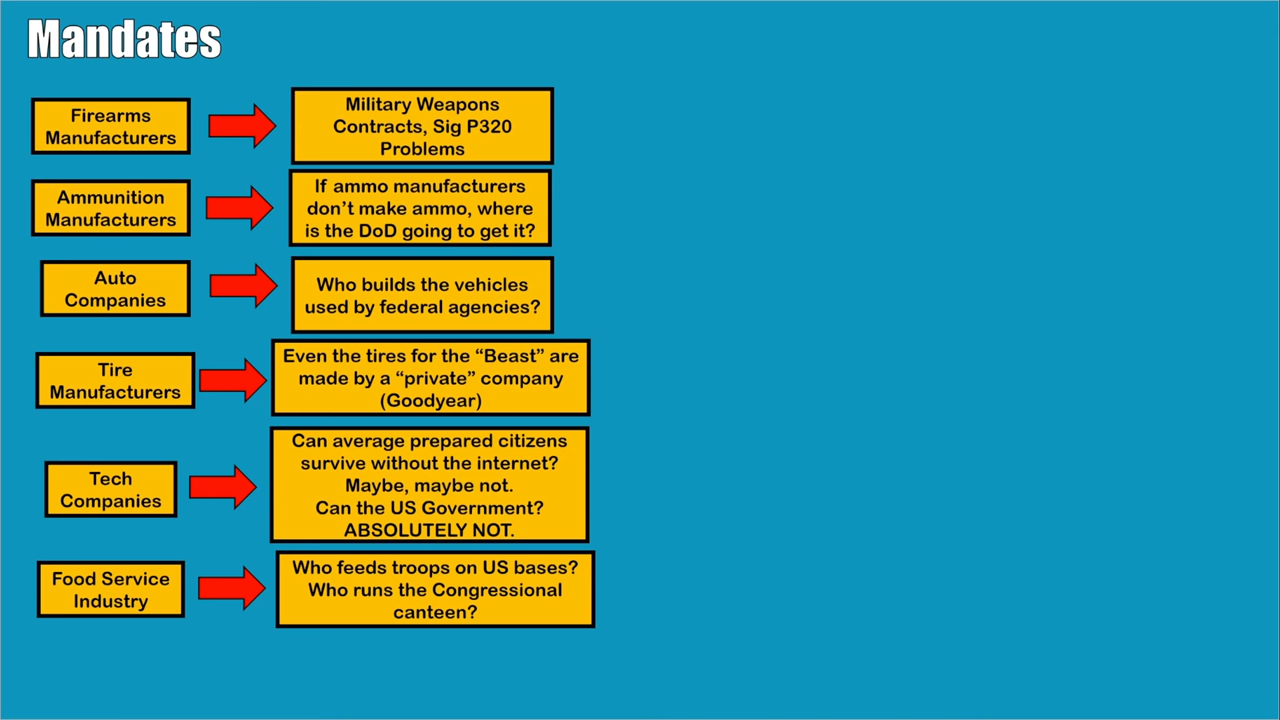 Mandates
Firearms
Manufacturers
Military Weapons
Contracts, Sig P320
Problems
Ammunition
Manufacturers
If ammo manufacturers
don’t make ammo, where
is the DoD going to get it?
Auto
Companies
Who builds the vehicles
used by federal agencies?
Tire
Manufacturers
Even the tires for the “Beast” are
made by a “private” company
(Goodyear)
Tech
Companies
Can average prepared citizens
survive without the internet?
Maybe, maybe not.
Can the US Government?
ABSOLUTELY NOT.
Food Service
Industry
Who feeds troops on US bases?
Who runs the Congressional
canteen?